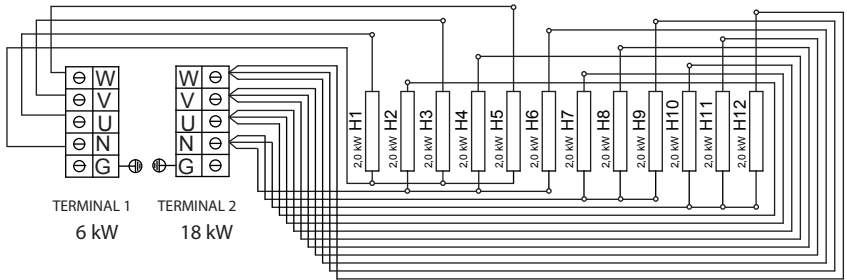 W
V
U
N
G
W
V
U
N
G
TERMINAL 1
6 kW
TERMINAL 2
18 kW
2,0 kW H1
2,0 kW H2
2,0 kW H3
2,0 kW H4
2,0 kW H5
2,0 kW H6
2,0 kW H7
2,0 kW H8
2,0 kW H9
2,0 kW H10
2,0 kW H11
2,0 kW H12